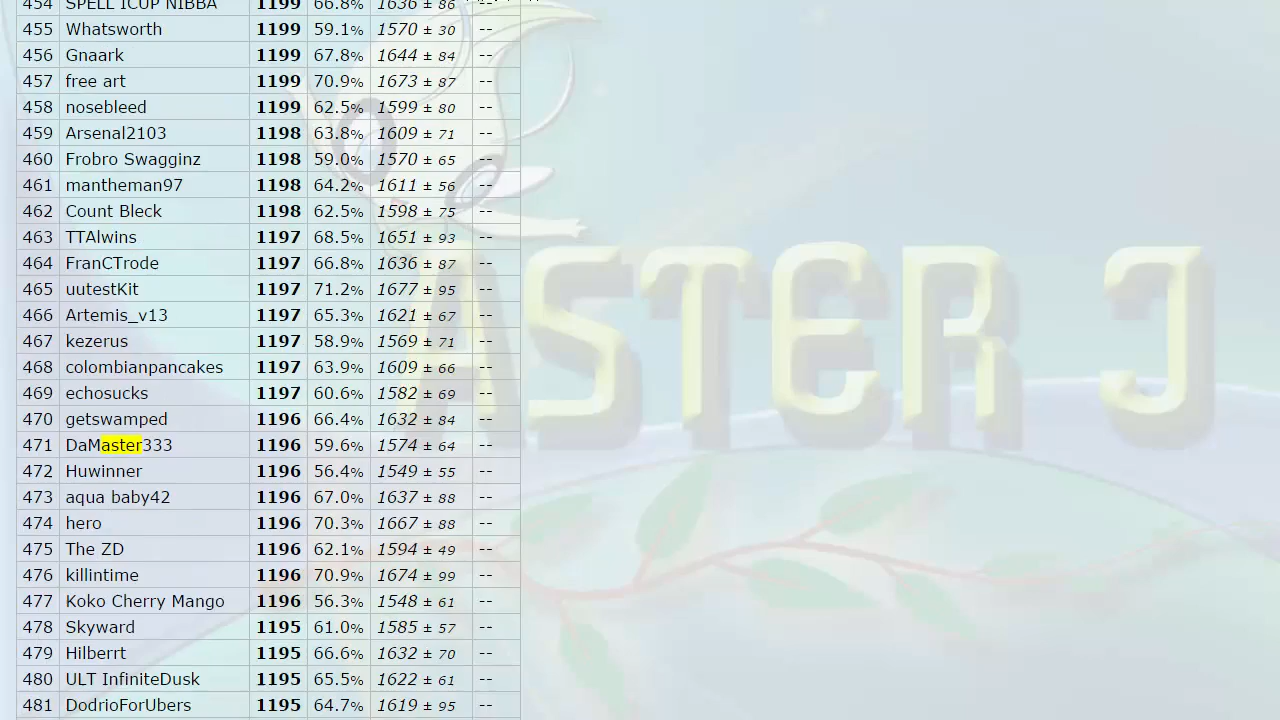 454 SPELL ICUP NIBBA 1199 66.8% 1636 ± 86 --
455 Whatsworth 1199 59.1% 1570 ± 30 --
456 Gnaark 1199 67.8% 1644 ± 84 --
457 free art 1199 70.9% 1673 ± 87 --
458 nosebleed 1199 62.5% 1599 ± 80 --
459 Arsenal2103 1198 63.8% 1609 ± 71 --
460 Frobro Swagginz 1198 59.0% 1570 ± 65 --
461 mantheman97 1198 64.2% 1611 ± 56 --
462 Count Bleck 1198 62.5% 1598 ± 75 --
463 TTAlwins 1197 68.5% 1651 ± 93 --
464 FranCTrode 1197 66.8% 1636 ± 87 --
465 uutestKit 1197 71.2% 1677 ± 95 --
466 Artemis_v13 1197 65.3% 1621 ± 67 --
467 kezerus 1197 58.9% 1569 ± 71 --
468 colombianpancakes 1197 63.9% 1609 ± 66 --
469 echosucks 1197 60.6% 1582 ± 69 --
470 getswamped 1196 66.4% 1632 ± 84 --
471 DaMaster333 1196 59.6% 1574 ± 64 --
472 Huwinner 1196 56.4% 1549 ± 55 --
473 aqua baby42 1196 67.0% 1637 ± 88 --
474 hero 1196 70.3% 1667 ± 88 --
475 The ZD 1196 62.1% 1594 ± 49 --
476 killintime 1196 70.9% 1674 ± 99 --
477 Koko Cherry Mango 1196 56.3% 1548 ± 61 --
478 Skyward 1195 61.0% 1585 ± 57 --
479 Hilberrt 1195 66.6% 1632 ± 70 --
480 ULT InfiniteDusk 1195 65.5% 1622 ± 61 --
481 DodrioForUbers 1195 64.7% 1619 ± 95 --
ASTER J